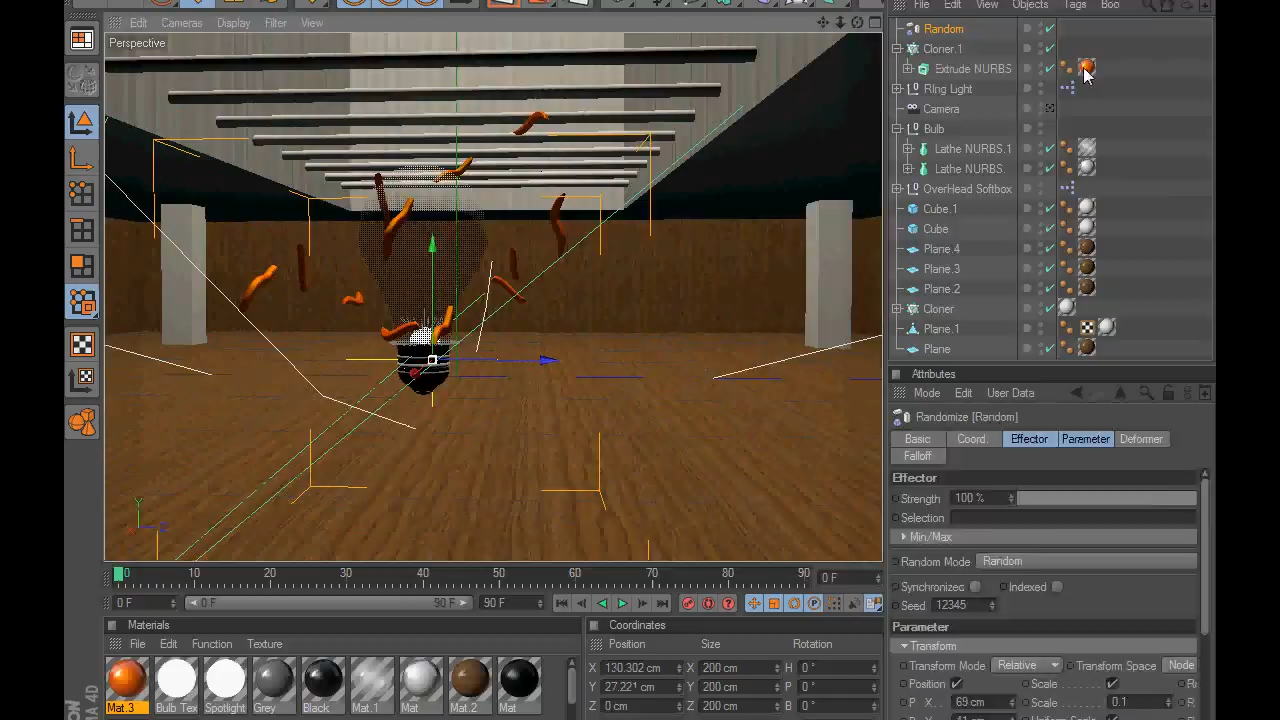 File Edit View Objects Tags Boo
Edit Cameras Display Filter View
Perspective
Random
Cloner.1
Extrude NURBS
RIng Light
Camera
Bulb
Lathe NURBS.1
Lathe NURBS.
OverHead Softbox
Cube.1
Cube
Plane.4
Plane.3
Plane.2
Cloner
Plane.1
Plane
Attributes
Mode Edit User Data
Randomize [Random]
Basic Coord. Effector Parameter Deformer
Falloff
Effector
Strength 100 %
Selection
Min/Max
Random Mode Random
Synchronized Indexed
Seed 12345
Parameter
Transform
Transform Mode Relative Transform Space Node
Position Scale
P . X 69 cm Scale 0.1
Y
Z
0 10 20 30 40 50 60 70 80 90 0 F
0 F 0 F 90 F 90 F
Materials
File Edit Function Texture
Mat.3 Bulb Tex Spotlight Grey Black Mat.1 Mat Mat.2 Mat
Coordinates
Position Size Rotation
X 130.302 cm X 200 cm H 0 °
Y 27.221 cm Y 200 cm P 0 °
Z 0 cm Z 200 cm B 0 °